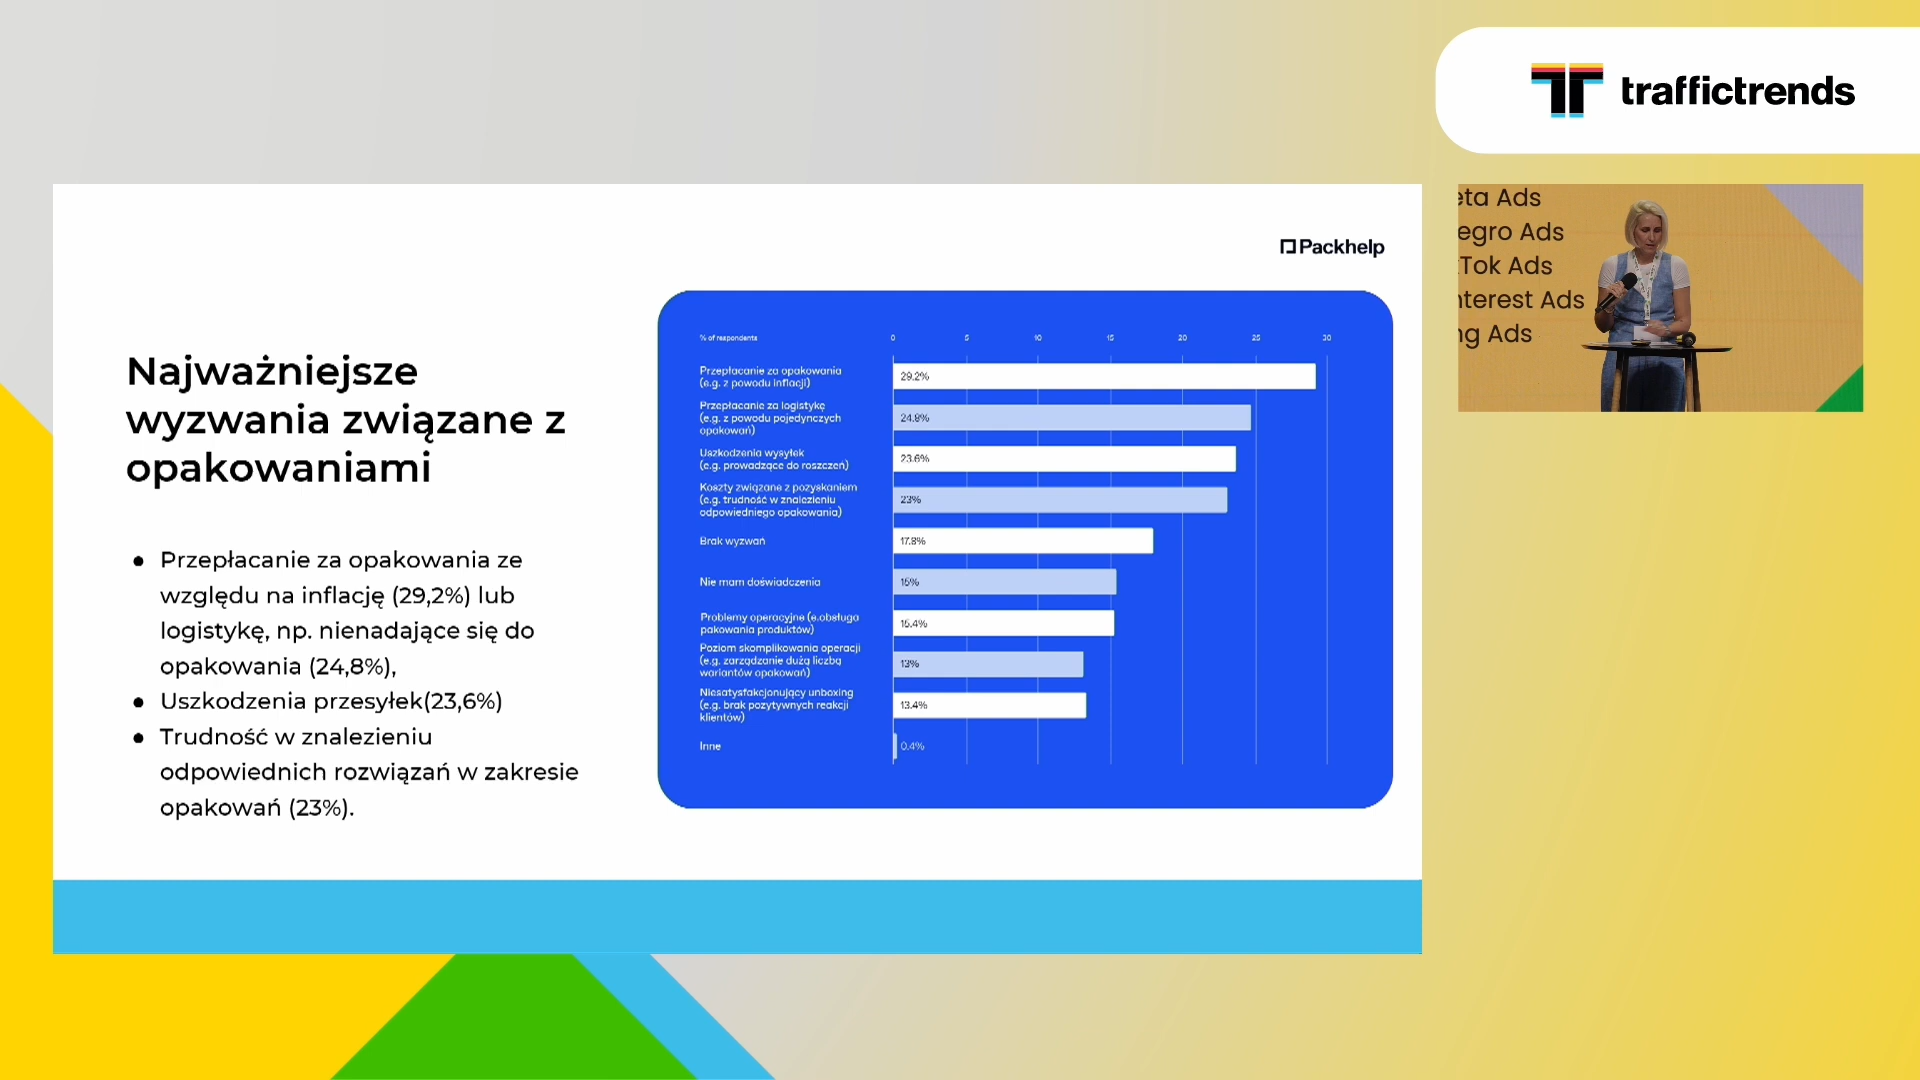 traffictrends
eta Ads
egro Ads
kTok Ads
nterest Ads
ng Ads
Packhelp
Najważniejsze
wyzwania związane z
opakowaniami
● Przepłacanie za opakowania ze
względu na inflację (29,2%) lub
logistykę, np. nienadające się do
opakowania (24,8%),
● Uszkodzenia przesyłek(23,6%)
● Trudność w znalezieniu
odpowiednich rozwiązań w zakresie
opakowań (23%).
% of respondents 0 5 10 15 20 25 30
Przepłacanie za opakowania
(e.g. z powodu inflacji)
29.2%
Przepłacanie za logistykę
(e.g. z powodu pojedynczych
opakowań)
24.8%
Uszkodzenia wysyłek
(e.g. prowadzące do roszczeń)
23.6%
Koszty związane z pozyskaniem
(e.g. trudność w znalezieniu
odpowiedniego opakowania)
23%
Brak wyzwań
17.8%
Nie mam doświadczenia
15%
Problemy operacyjne (e.obsługa
pakowania produktów)
15.4%
Poziom skomplikowania operacji
(e.g. zarządzanie dużą liczbą
wariantów opakowań)
13%
Niesatysfakcjonujący unboxing
(e.g. brak pozytywnych reakcji
klientów)
13.4%
Inne
0.4%